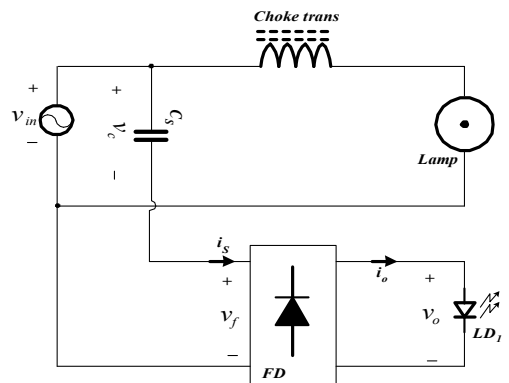 Choke trans
+
+
v_in
C_S
V_c
−
−
Lamp
i_S
i_o
+
+
v_f
v_o
LD_1
−
−
FD